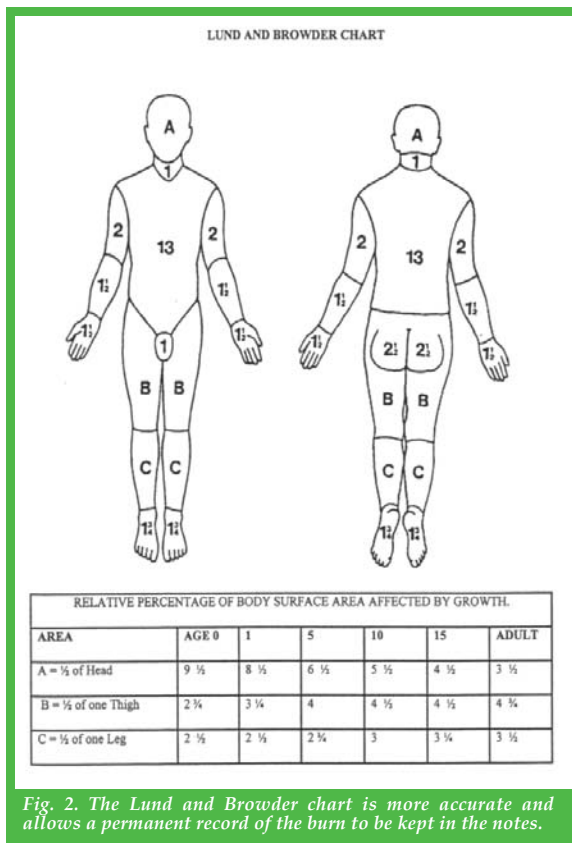 LUND AND BROWDER CHART
A
A
1
1
2
2
2
2
13
13
1½
1½
1½
1½
1½
1½
1½
1½
1
2½
2½
B
B
B
B
C
C
C
C
1¾
1¾
1¾
1¾
RELATIVE PERCENTAGE OF BODY SURFACE AREA AFFECTED BY GROWTH.
AREA AGE 0 1 5 10 15 ADULT
A = ½ of Head 9 ½ 8 ½ 6 ½ 5 ½ 4 ½ 3 ½
B = ½ of one Thigh 2 ¾ 3 ¼ 4 4 ½ 4 ½ 4 ¾
C = ½ of one Leg 2 ½ 2 ½ 2 ¾ 3 3 ¼ 3 ½
Fig. 2. The Lund and Browder chart is more accurate and
allows a permanent record of the burn to be kept in the notes.